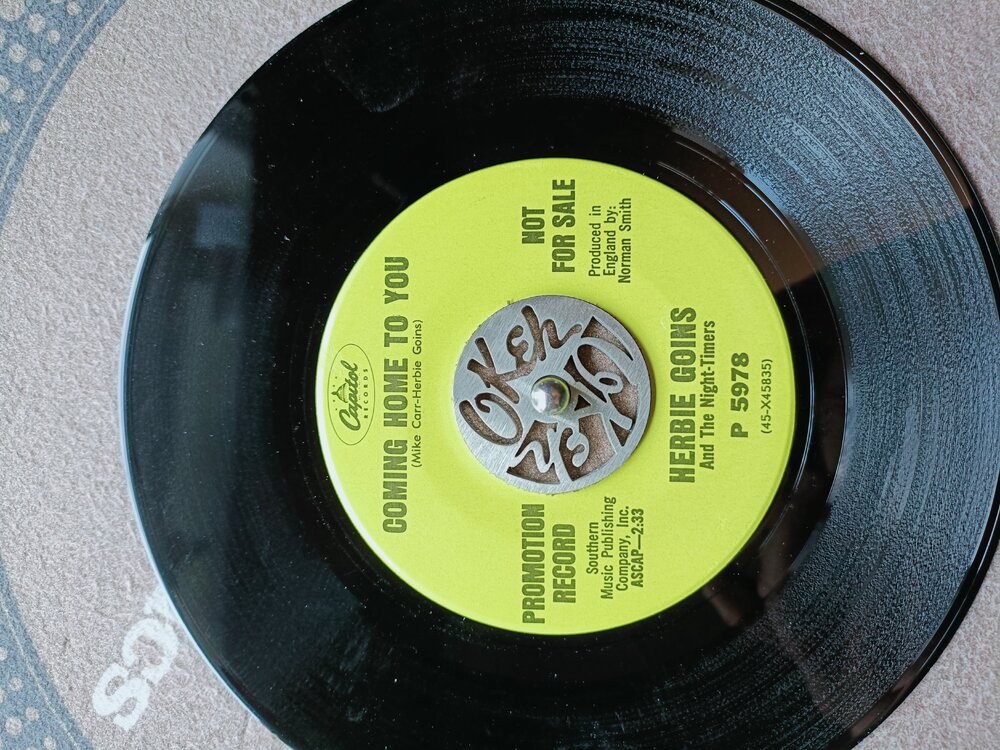 Capitol
RECORDS
COMING HOME TO YOU
(Mike Carr-Herbie Goins)
PROMOTION
RECORD
Southern
Music Publishing
Company, Inc.
ASCAP—2:33
NOT
FOR SALE
Produced in
England by:
Norman Smith
OKeh
45
HERBIE GOINS
And The Night-Timers
P 5978
(45-X45835)